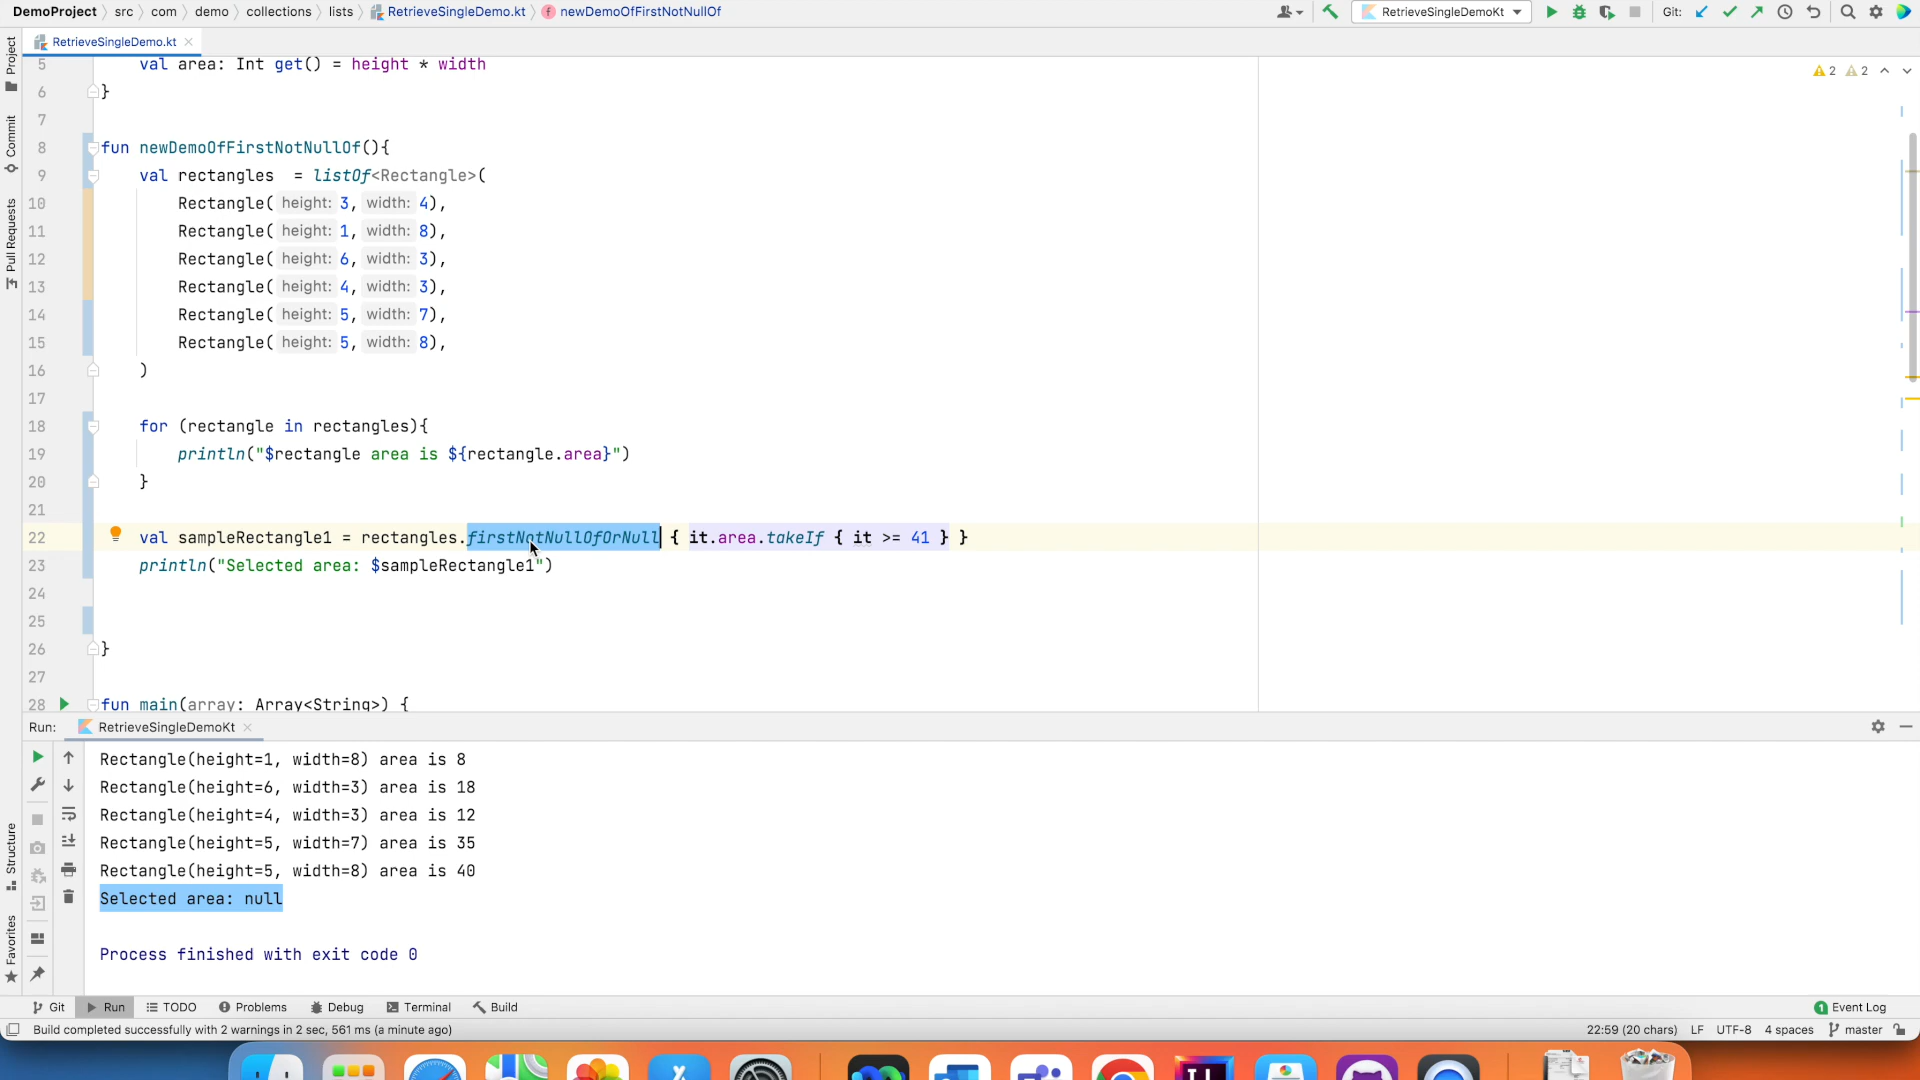 DemoProject src com demo collections lists RetrieveSingleDemo.kt newDemoOfFirstNotNullOf RetrieveSingleDemoKt Git:
RetrieveSingleDemo.kt
Project
Commit
Pull Requests
2 2
5 val area: Int get() = height * width
6 }
7
8 fun newDemoOfFirstNotNullOf(){
9 val rectangles  = listOf<Rectangle>(
10 Rectangle( height: 3, width: 4),
11 Rectangle( height: 1, width: 8),
12 Rectangle( height: 6, width: 3),
13 Rectangle( height: 4, width: 3),
14 Rectangle( height: 5, width: 7),
15 Rectangle( height: 5, width: 8),
16 )
17
18 for (rectangle in rectangles){
19 println("$rectangle area is ${rectangle.area}")
20 }
21
22 val sampleRectangle1 = rectangles.firstNotNullOfOrNull { it.area.takeIf { it >= 41 } }
23 println("Selected area: $sampleRectangle1")
24
25
26 }
27
28 fun main(array: Array<String>) {
Run: RetrieveSingleDemoKt
Structure
Favorites
Rectangle(height=1, width=8) area is 8
Rectangle(height=6, width=3) area is 18
Rectangle(height=4, width=3) area is 12
Rectangle(height=5, width=7) area is 35
Rectangle(height=5, width=8) area is 40
Selected area: null
Process finished with exit code 0
Git Run TODO Problems Debug Terminal Build 1 Event Log
Build completed successfully with 2 warnings in 2 sec, 561 ms (a minute ago) 22:59 (20 chars) LF UTF-8 4 spaces master